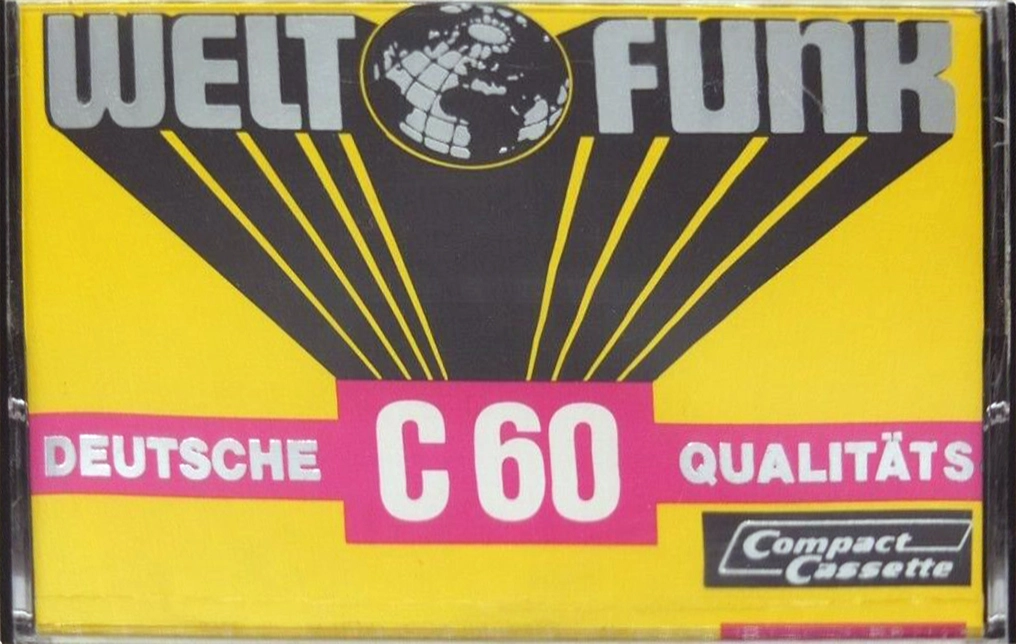 WELT FUNK
DEUTSCHE C 60 QUALITÄTS
Compact
Cassette